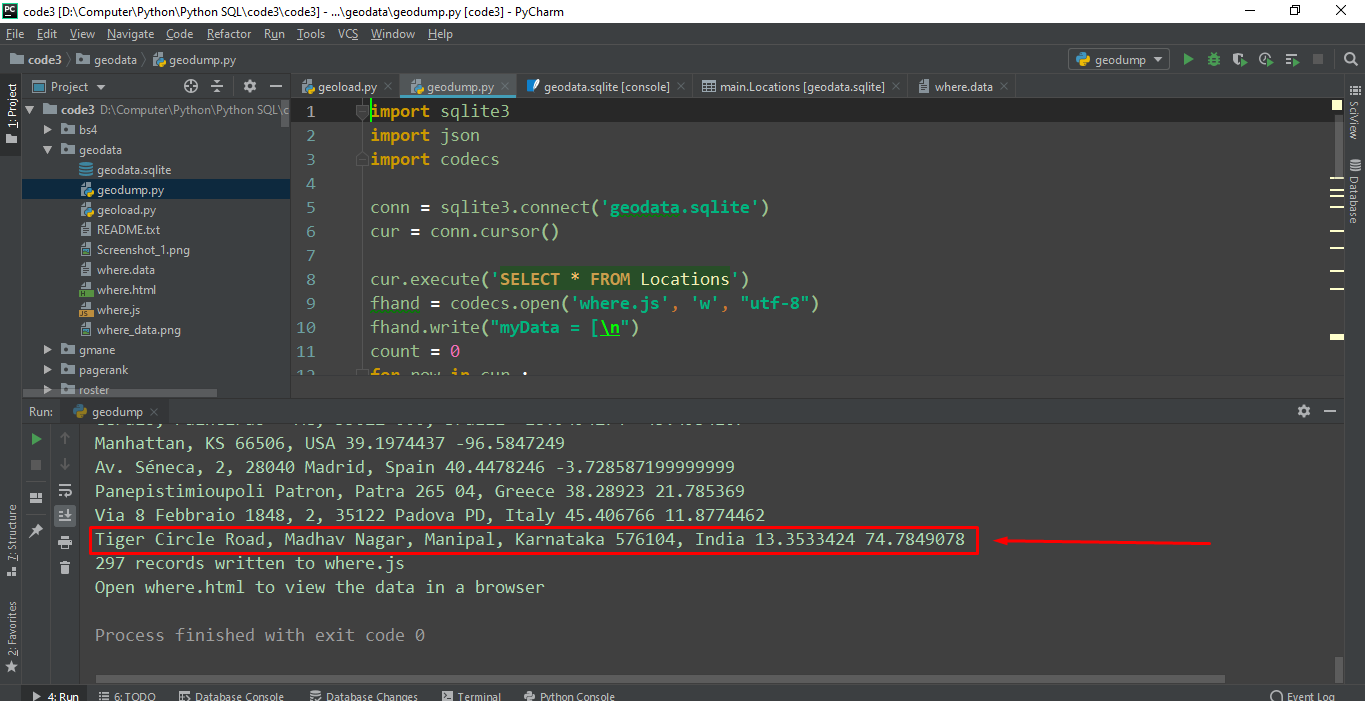 code3 [D:\Computer\Python\Python SQL\code3\code3] - ...\geodata\geodump.py [code3] - PyCharm
File Edit View Navigate Code Refactor Run Tools VCS Window Help
code3 geodata geodump.py geodump
Project geoload.py geodump.py geodata.sqlite [console] main.Locations [geodata.sqlite] where.data
1: Project
code3 D:\Computer\Python\Python SQL\c
bs4
geodata
geodata.sqlite
geodump.py
geoload.py
README.txt
Screenshot_1.png
where.data
where.html
where.js
where_data.png
gmane
pagerank
roster
1 import sqlite3
2 import json
3 import codecs
4
5 conn = sqlite3.connect('geodata.sqlite')
6 cur = conn.cursor()
7
8 cur.execute('SELECT * FROM Locations')
9 fhand = codecs.open('where.js', 'w', "utf-8")
10 fhand.write("myData = [\n")
11 count = 0
12 for row in cur :
SciView
Database
Run: geodump
Manhattan, KS 66506, USA 39.1974437 -96.5847249
Av. Séneca, 2, 28040 Madrid, Spain 40.4478246 -3.728587199999999
Panepistimioupoli Patron, Patra 265 04, Greece 38.28923 21.785369
Via 8 Febbraio 1848, 2, 35122 Padova PD, Italy 45.406766 11.8774462
Tiger Circle Road, Madhav Nagar, Manipal, Karnataka 576104, India 13.3533424 74.7849078
297 records written to where.js
Open where.html to view the data in a browser
Process finished with exit code 0
7: Structure
2: Favorites
4: Run 6: TODO Database Console Database Changes Terminal Python Console Event Log